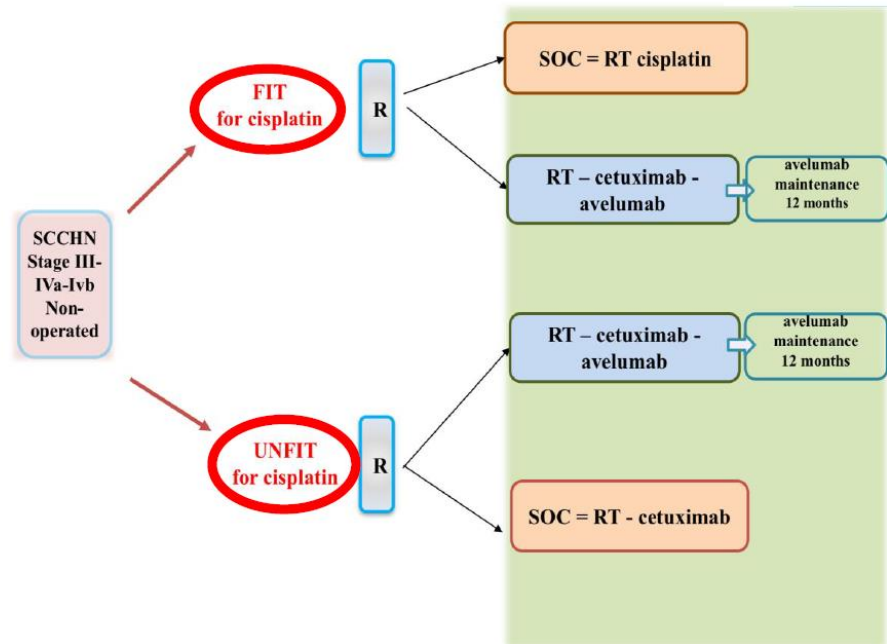 SCCHN
Stage III-
IVa-Ivb
Non-
operated
FIT
for cisplatin
R
SOC = RT cisplatin
RT – cetuximab -
avelumab
avelumab
maintenance
12 months
UNFIT
for cisplatin
R
RT – cetuximab -
avelumab
avelumab
maintenance
12 months
SOC = RT - cetuximab